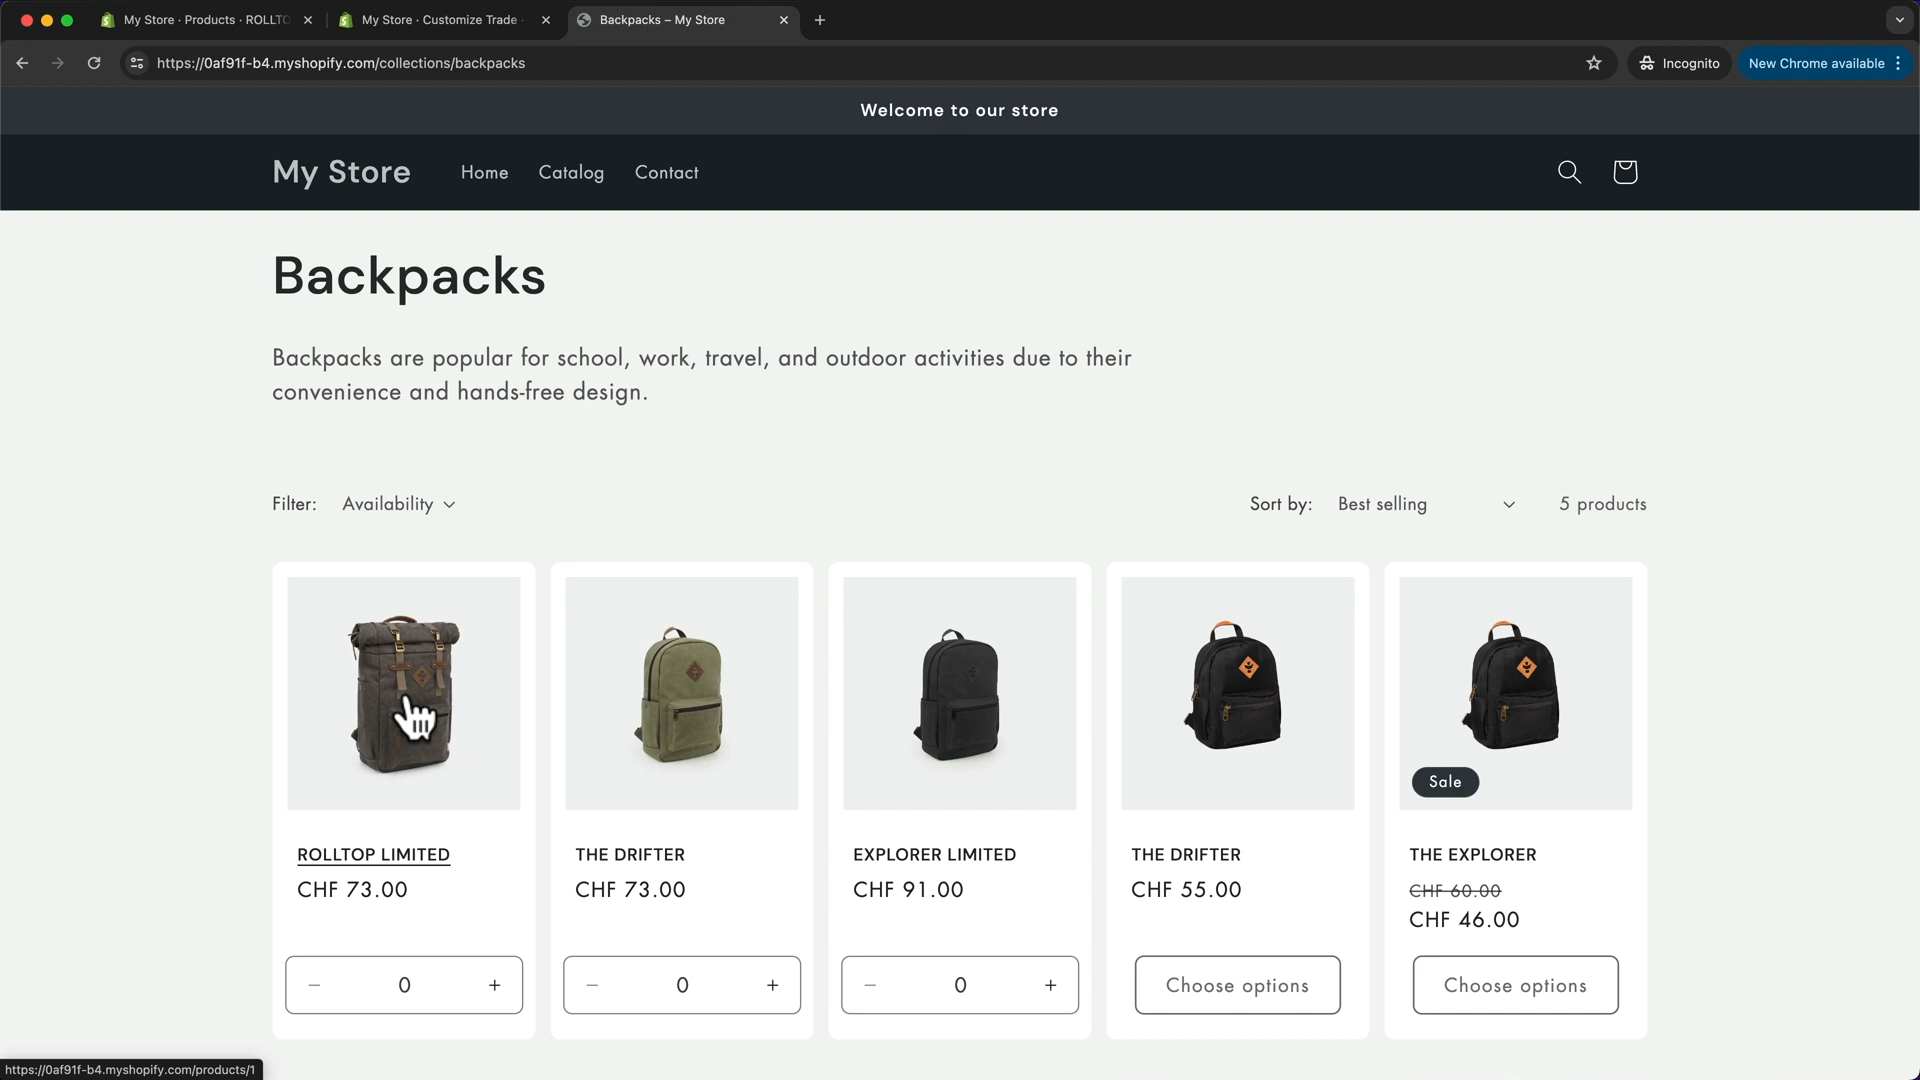 My Store · Products · ROLLTO
My Store · Customize Trade ·
Backpacks – My Store
https://0af91f-b4.myshopify.com/collections/backpacks
Incognito
New Chrome available
Welcome to our store
My Store
Home
Catalog
Contact
Backpacks
Backpacks are popular for school, work, travel, and outdoor activities due to their
convenience and hands-free design.
Filter:
Availability
Sort by:
Best selling
5 products
Sale
ROLLTOP LIMITED
THE DRIFTER
EXPLORER LIMITED
THE DRIFTER
THE EXPLORER
CHF 73.00
CHF 73.00
CHF 91.00
CHF 55.00
CHF 60.00
CHF 46.00
− 0 +
− 0 +
− 0 +
Choose options
Choose options
https://0af91f-b4.myshopify.com/products/1